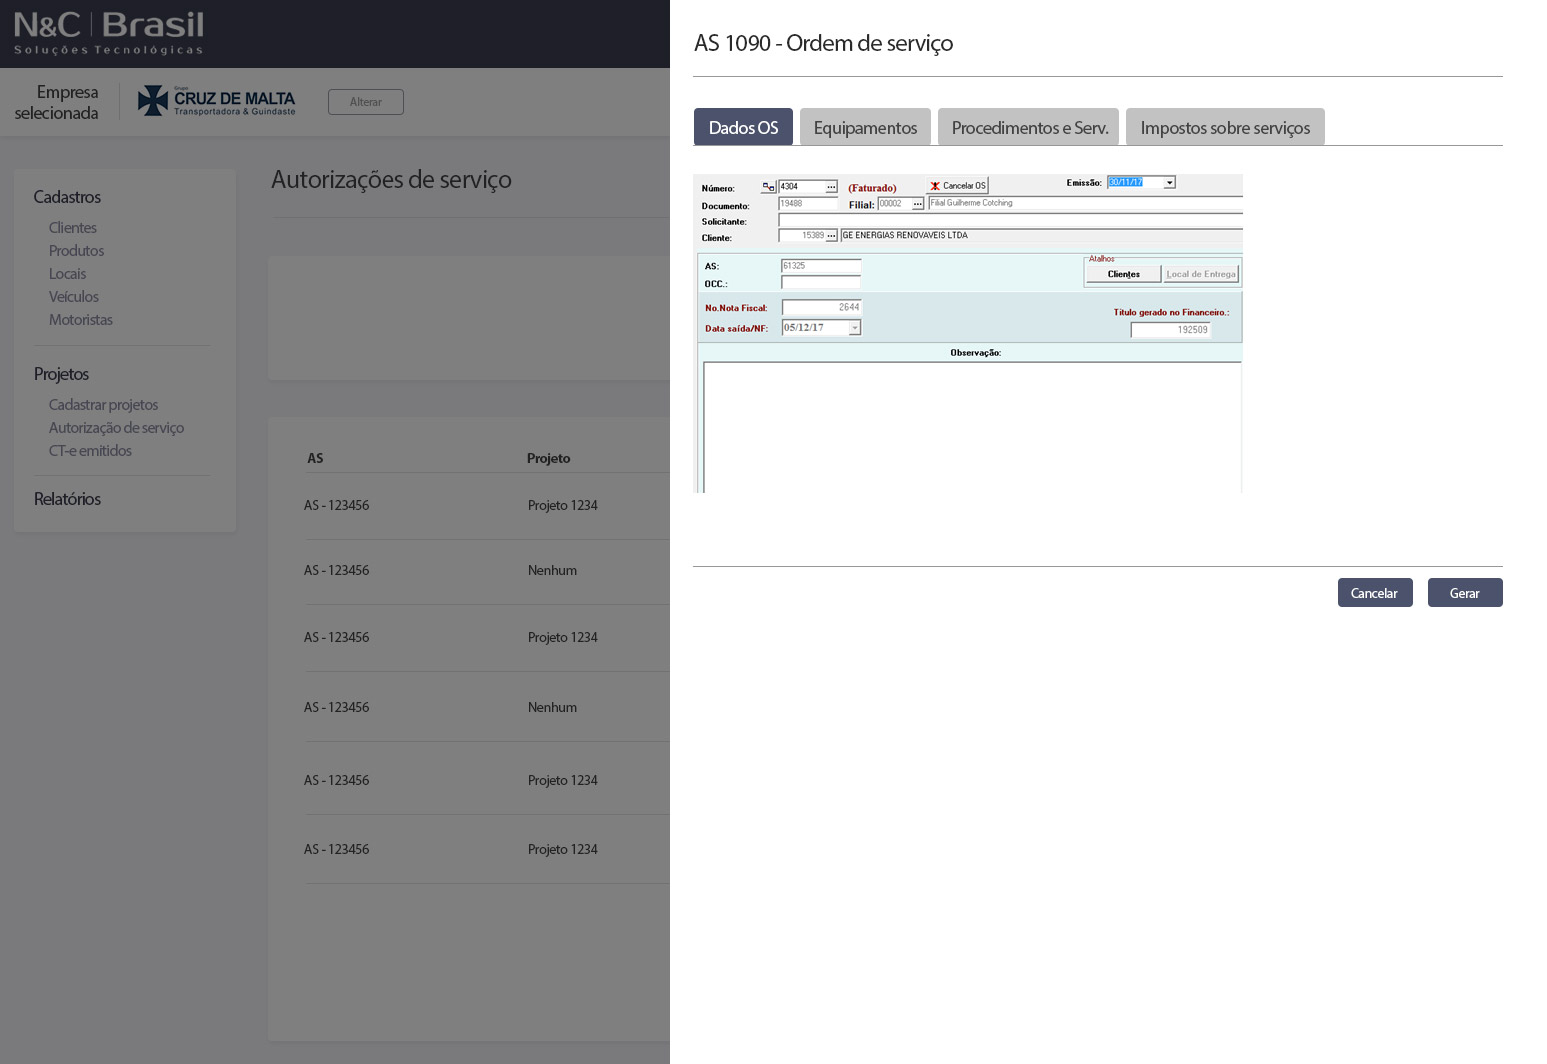 N&C | Brasil
Soluções Tecnológicas
Empresa
selecionada
Grupo
CRUZ DE MALTA
Transportadora & Guindaste
Alterar
Cadastros
Clientes
Produtos
Locais
Veículos
Motoristas
Projetos
Cadastrar projetos
Autorização de serviço
CT-e emitidos
Relatórios
Autorizações de serviço
AS Projeto
AS - 123456 Projeto 1234
AS - 123456 Nenhum
AS - 123456 Projeto 1234
AS - 123456 Nenhum
AS - 123456 Projeto 1234
AS - 123456 Projeto 1234
AS 1090 - Ordem de serviço
Dados OS Equipamentos Procedimentos e Serv. Impostos sobre serviços
Número: 4304 ... (Faturado) Cancelar OS Emissão: 30/11/17
Documento: 19488 Filial: 00002 ... Filial Guilherme Cotching
Solicitante:
Cliente: 15389 ... GE ENERGIAS RENOVAVEIS LTDA
Atalhos
AS: 61325
Clientes Local de Entrega
OCC.:
No.Nota Fiscal: 2644
Titulo gerado no Financeiro.:
Data saída/NF: 05/12/17 192509
Observação:
Cancelar Gerar